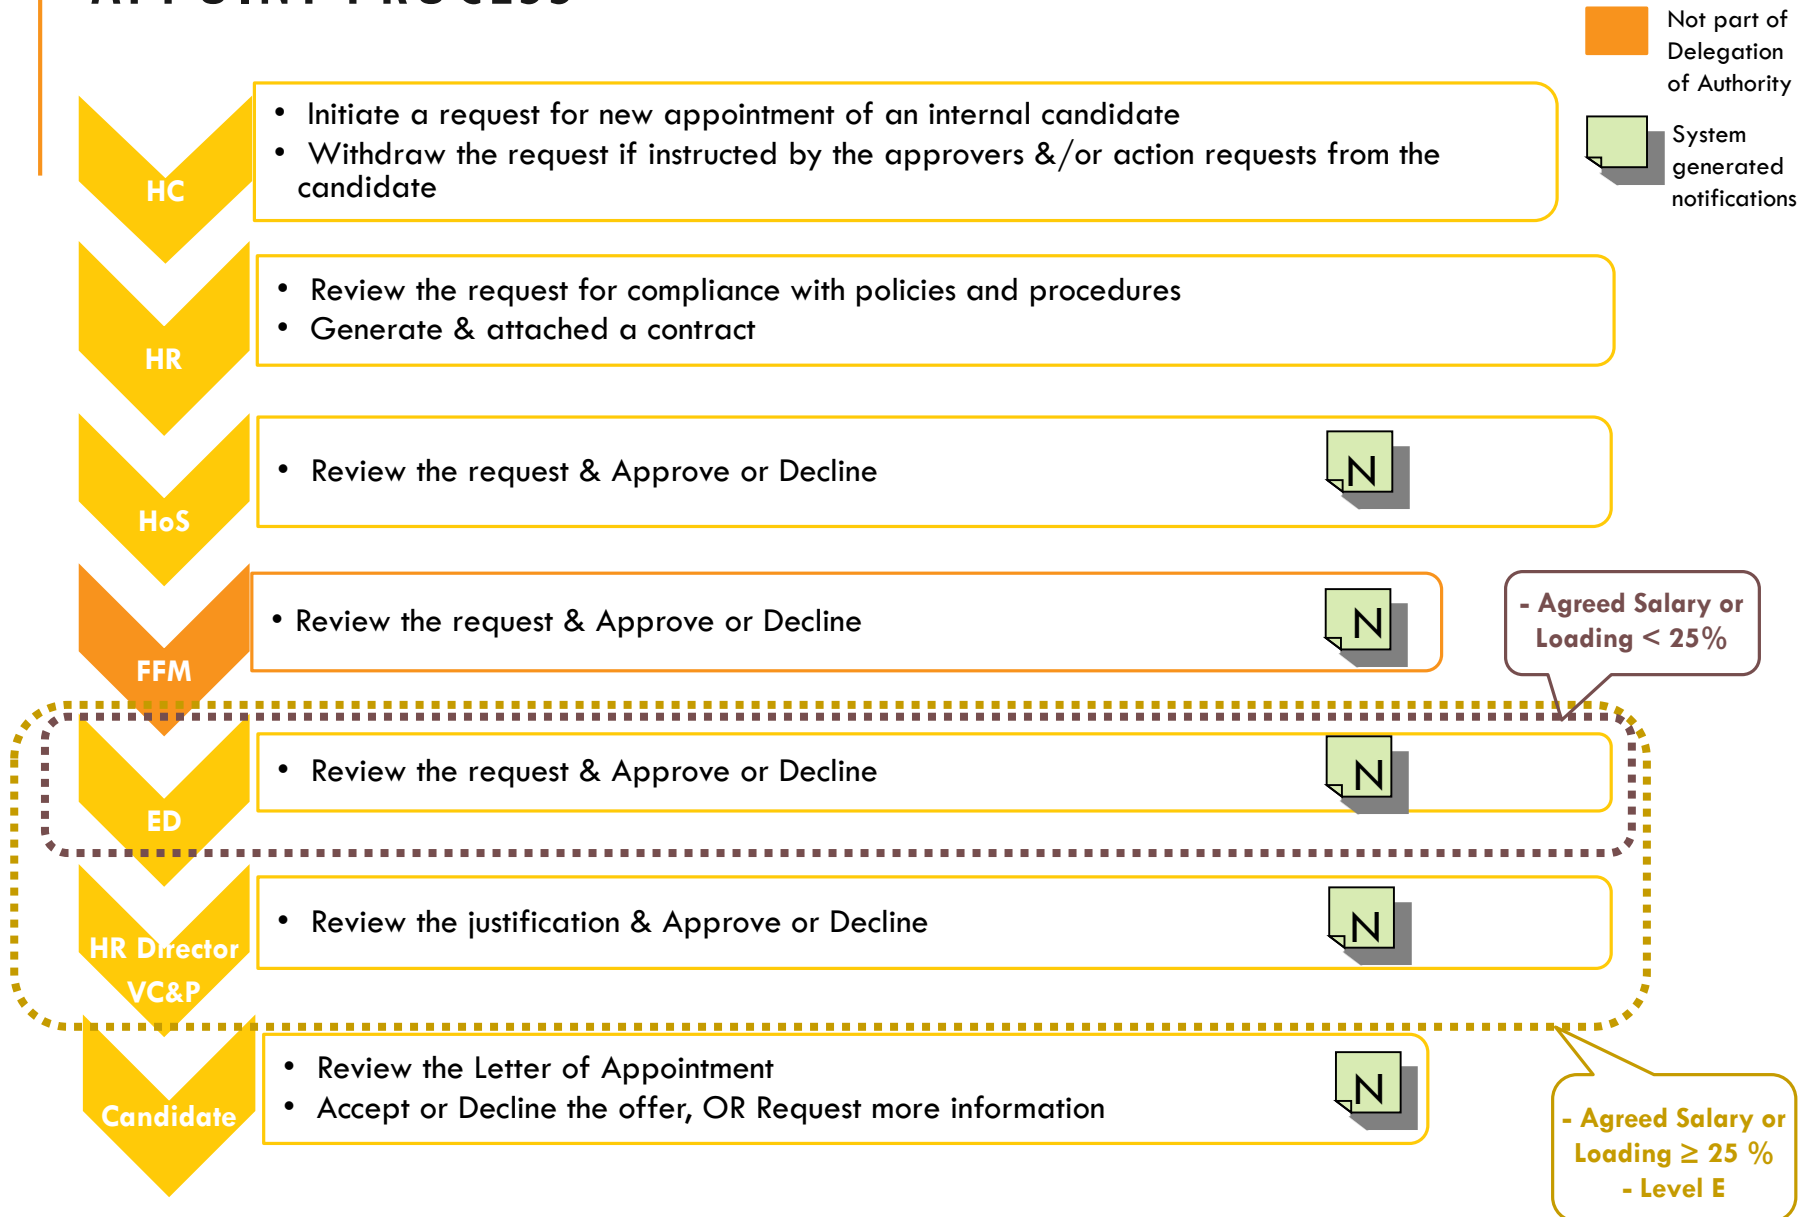 APPOINT PROCESS
Not part of
Delegation
of Authority
System
generated
notifications
HC
• Initiate a request for new appointment of an internal candidate
• Withdraw the request if instructed by the approvers &/or action requests from the
candidate
HR
• Review the request for compliance with policies and procedures
• Generate & attached a contract
HoS
• Review the request & Approve or Decline
N
FFM
• Review the request & Approve or Decline
N
- Agreed Salary or
Loading < 25%
ED
• Review the request & Approve or Decline
N
HR Director
VC&P
• Review the justification & Approve or Decline
N
Candidate
• Review the Letter of Appointment
• Accept or Decline the offer, OR Request more information
N
- Agreed Salary or
Loading ≥ 25 %
- Level E